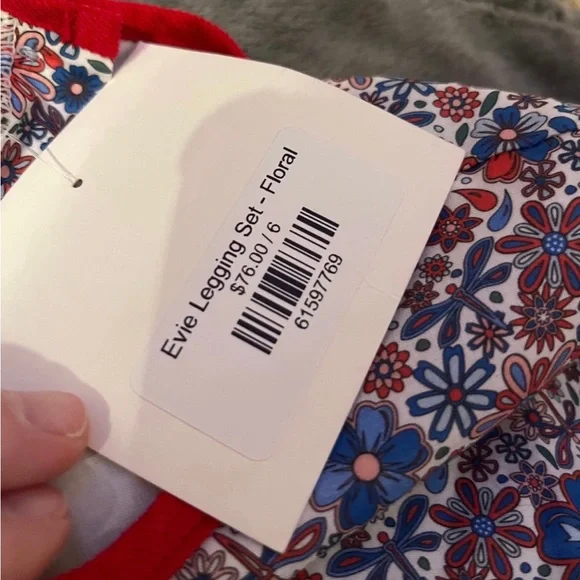 Evie Legging Set - Floral
$76.00 / 6
61597769